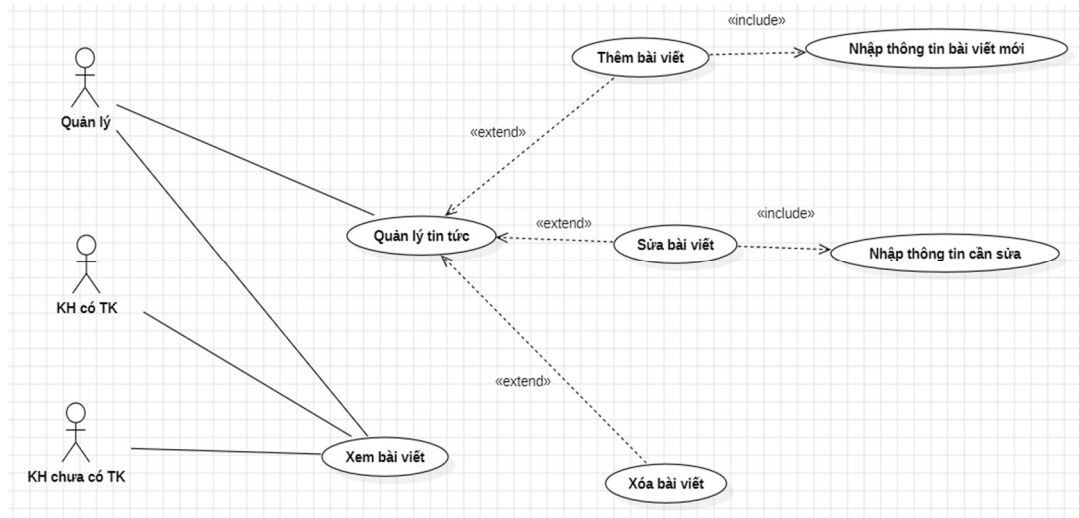 «include»
Thêm bài viết
Nhập thông tin bài viết mới
Quản lý
«extend»
Quản lý tin tức
«extend»
Sửa bài viết
«include»
Nhập thông tin cần sửa
KH có TK
«extend»
Xem bài viết
KH chưa có TK
Xóa bài viết